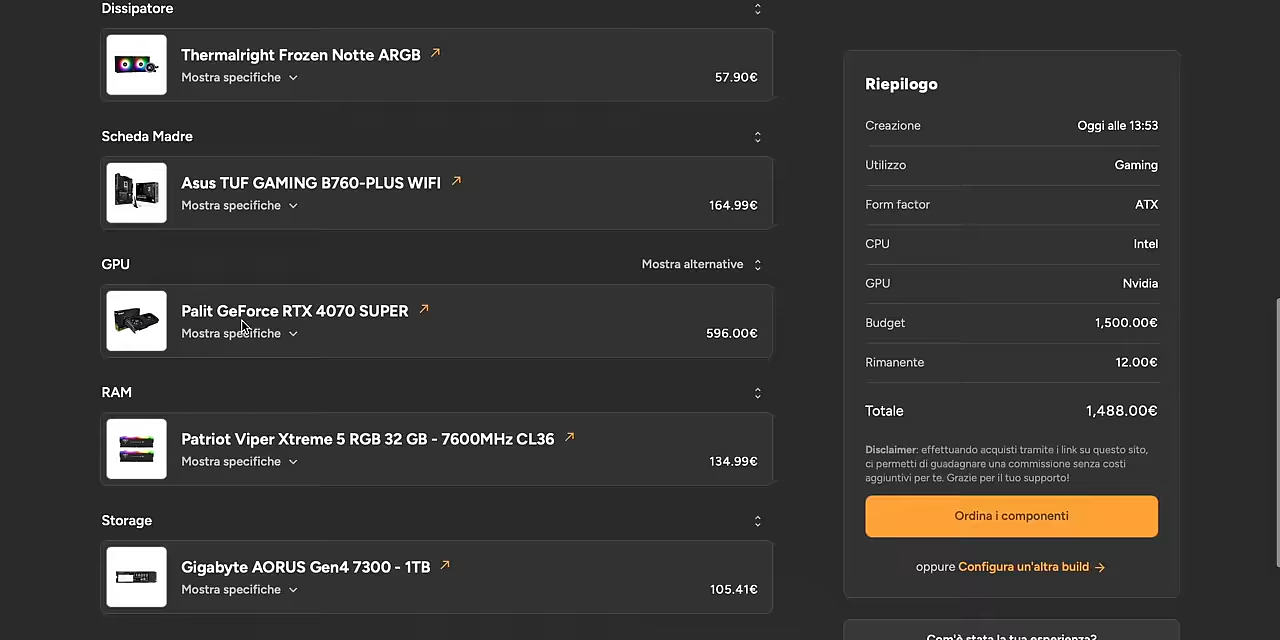 Dissipatore
Thermalright Frozen Notte ARGB
Mostra specifiche
57.90€
Scheda Madre
Asus TUF GAMING B760-PLUS WIFI
Mostra specifiche
164.99€
GPU
Mostra alternative
Palit GeForce RTX 4070 SUPER
Mostra specifiche
596.00€
RAM
Patriot Viper Xtreme 5 RGB 32 GB - 7600MHz CL36
Mostra specifiche
134.99€
Storage
Gigabyte AORUS Gen4 7300 - 1TB
Mostra specifiche
105.41€
Riepilogo
Creazione Oggi alle 13:53
Utilizzo Gaming
Form factor ATX
CPU Intel
GPU Nvidia
Budget 1,500.00€
Rimanente 12.00€
Totale 1,488.00€
Disclaimer: effettuando acquisti tramite i link su questo sito,
ci permetti di guadagnare una commissione senza costi
aggiuntivi per te. Grazie per il tuo supporto!
Ordina i componenti
oppure Configura un'altra build →
Com'è stata la tua esperienza?